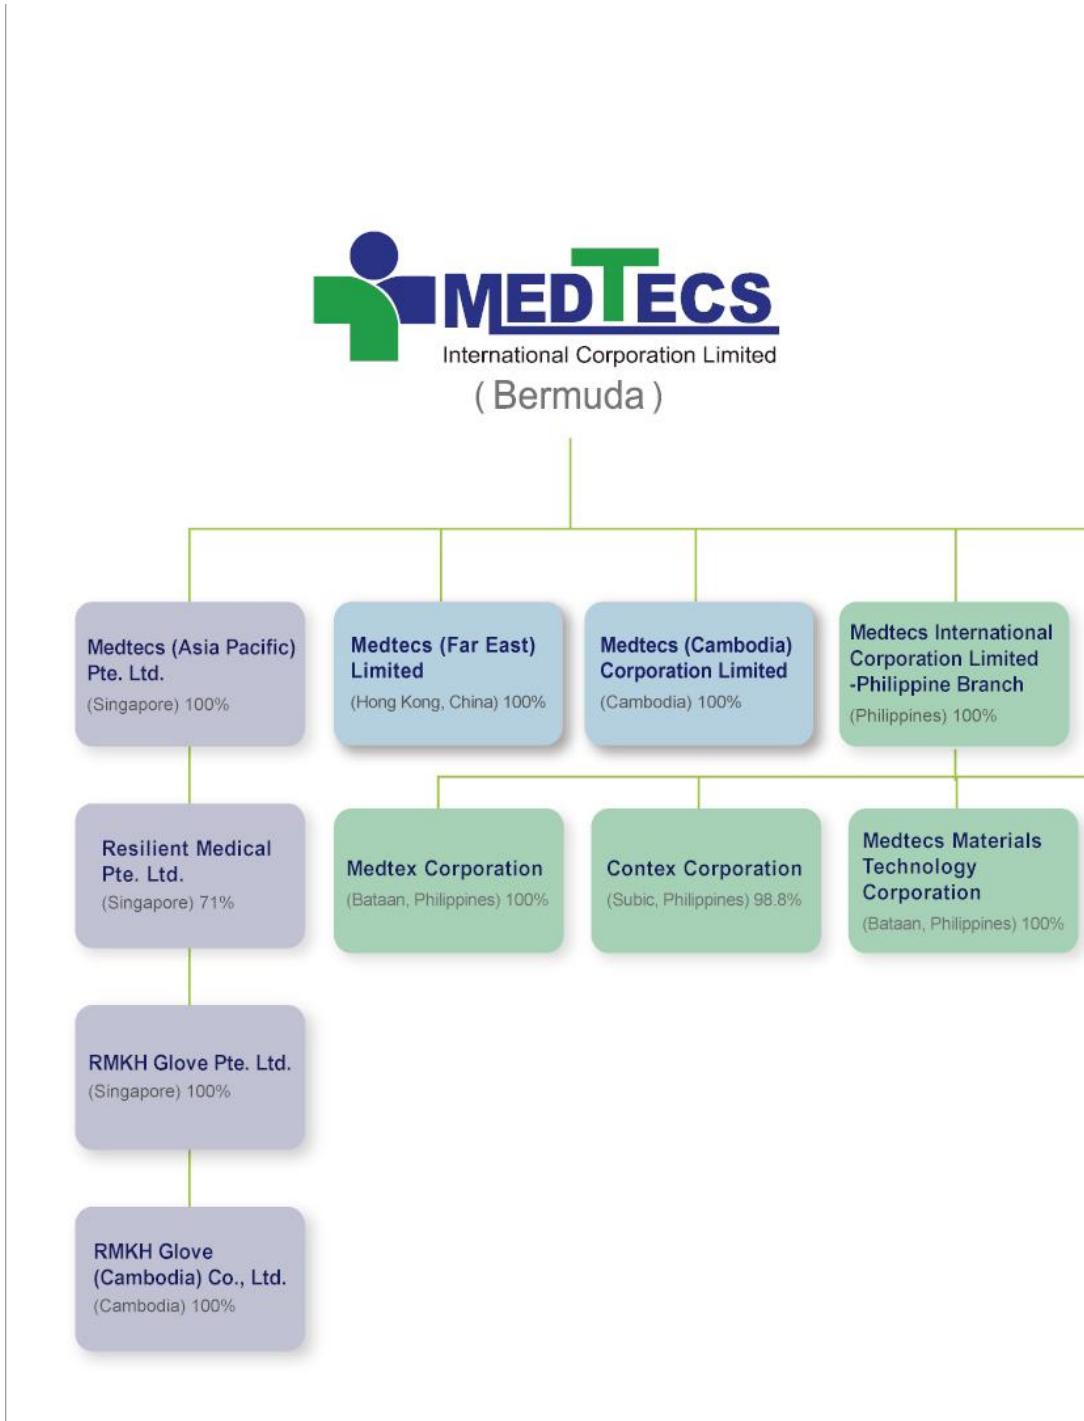 MEDTECS
International Corporation Limited
(Bermuda)
Medtecs (Asia Pacific)
Pte. Ltd.
(Singapore) 100%
Medtecs (Far East)
Limited
(Hong Kong, China) 100%
Medtecs (Cambodia)
Corporation Limited
(Cambodia) 100%
Medtecs International
Corporation Limited
-Philippine Branch
(Philippines) 100%
Resilient Medical
Pte. Ltd.
(Singapore) 71%
Medtex Corporation
(Bataan, Philippines) 100%
Contex Corporation
(Subic, Philippines) 98.8%
Medtecs Materials
Technology
Corporation
(Bataan, Philippines) 100%
RMKH Glove Pte. Ltd.
(Singapore) 100%
RMKH Glove
(Cambodia) Co., Ltd.
(Cambodia) 100%